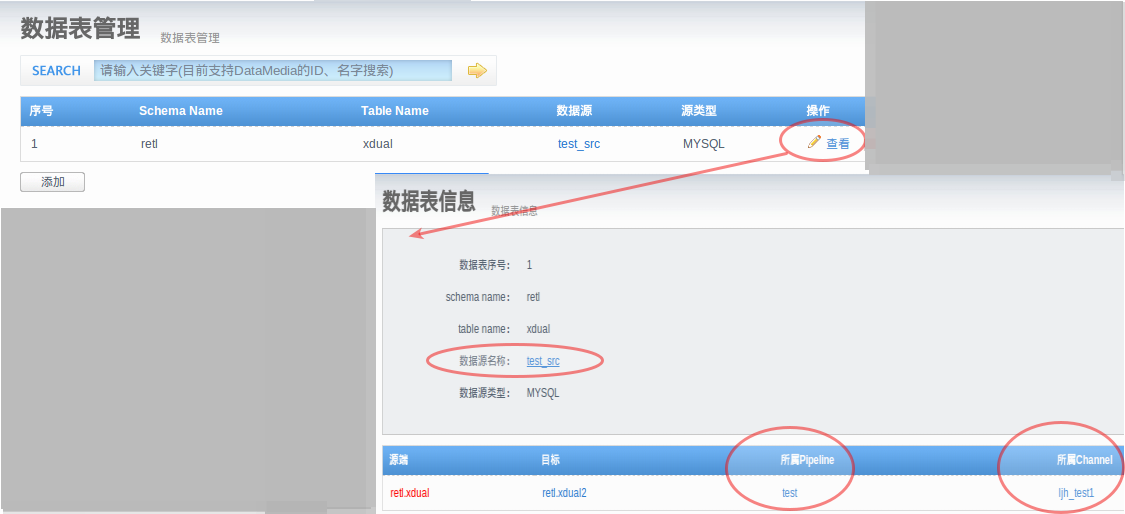 数据表管理 数据表管理
SEARCH 请输入关键字(目前支持DataMedia的ID、名字搜索)
序号 Schema Name Table Name 数据源 源类型 操作
1 retl xdual test_src MYSQL 查看
添加
数据表信息 数据表信息
数据表序号: 1
schema name: retl
table name: xdual
数据源名称: test_src
数据源类型: MYSQL
源端 目标 所属Pipeline 所属Channel
retl.xdual retl.xdual2 test ljh_test1